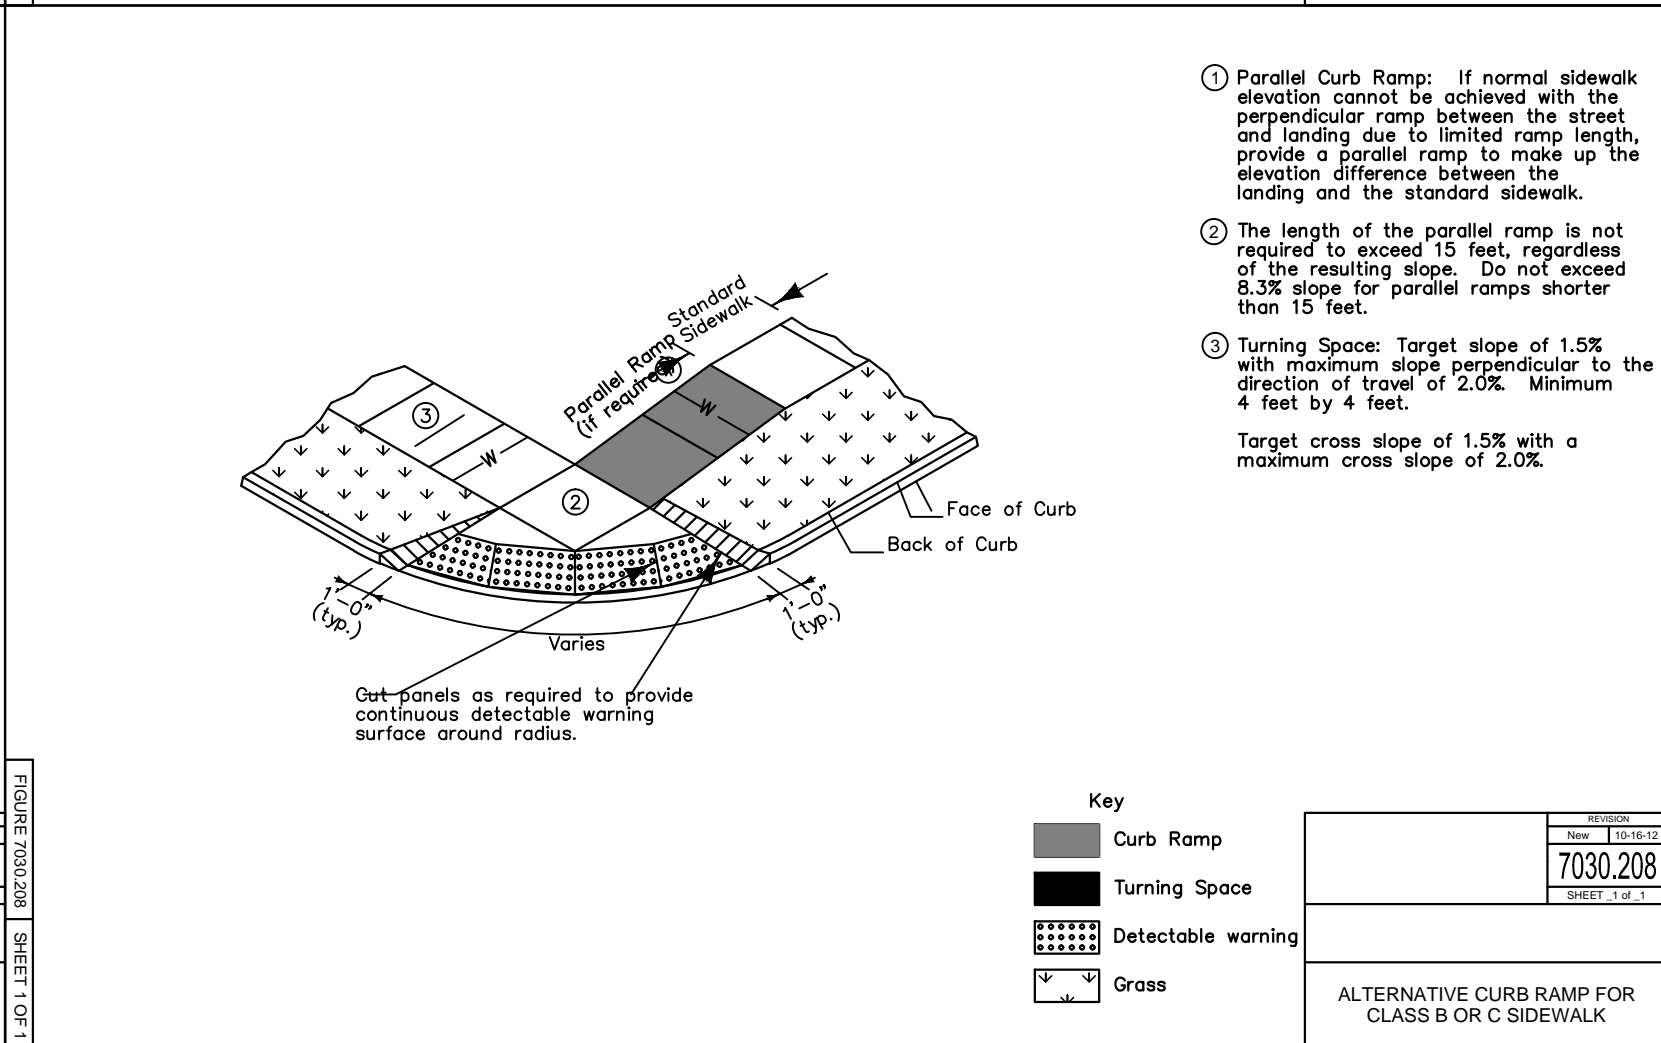 1 Parallel Curb Ramp: If normal sidewalk
elevation cannot be achieved with the
perpendicular ramp between the street
and landing due to limited ramp length,
provide a parallel ramp to make up the
elevation difference between the
landing and the standard sidewalk.
2 The length of the parallel ramp is not
required to exceed 15 feet, regardless
of the resulting slope. Do not exceed
8.3% slope for parallel ramps shorter
than 15 feet.
3 Turning Space: Target slope of 1.5%
with maximum slope perpendicular to the
direction of travel of 2.0%. Minimum
4 feet by 4 feet.
Target cross slope of 1.5% with a
maximum cross slope of 2.0%.
Standard
Sidewalk
Parallel Ramp
(if required)
1
W
3
W
2
Face of Curb
Back of Curb
1'-0"
(typ.)
1'-0"
(typ.)
Varies
Cut panels as required to provide
continuous detectable warning
surface around radius.
Key
Curb Ramp
Turning Space
Detectable warning
Grass
FIGURE 7030.208
SHEET 1 OF 1
REVISION
New 10-16-12
7030.208
SHEET _1 of _1
ALTERNATIVE CURB RAMP FOR
CLASS B OR C SIDEWALK